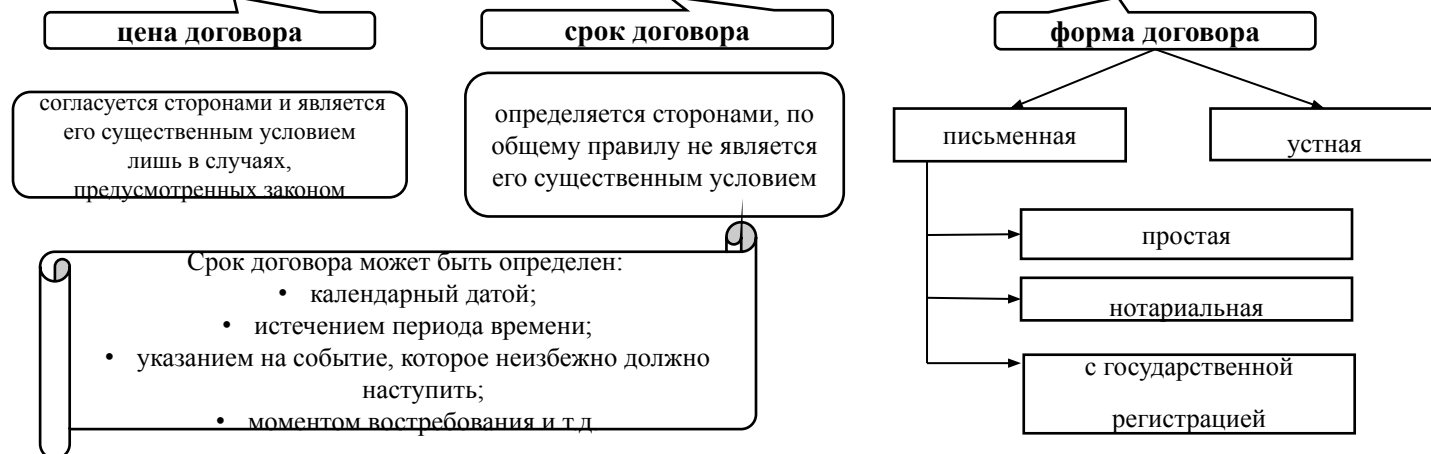 цена договора
срок договора
форма договора
согласуется сторонами и является
его существенным условием
лишь в случаях,
предусмотренных законом
определяется сторонами, по
общему правилу не является
его существенным условием
письменная
устная
простая
нотариальная
с государственной
регистрацией
Срок договора может быть определен:
• календарный датой;
• истечением периода времени;
• указанием на событие, которое неизбежно должно
наступить;
• моментом востребования и т.д.